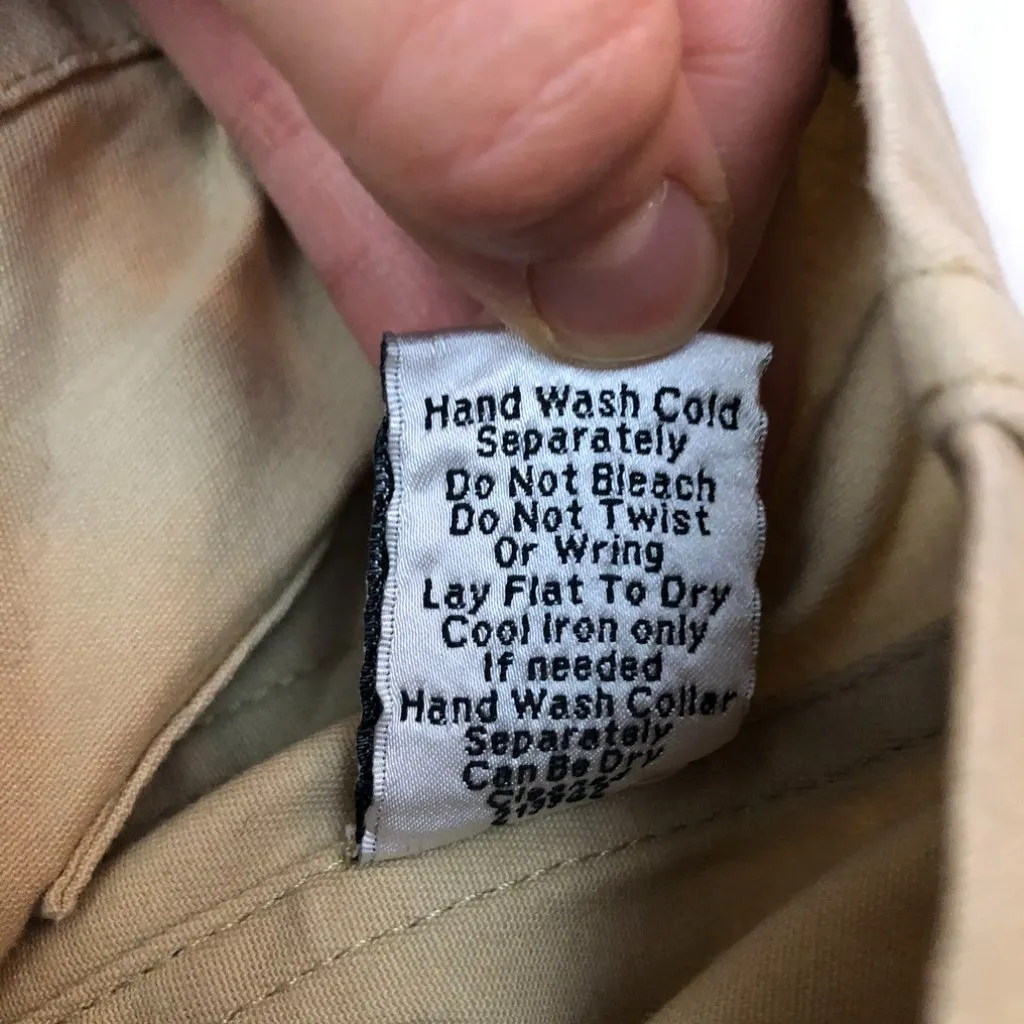 Hand Wash Cold
Separately
Do Not Bleach
Do Not Twist
Or Wring
Lay Flat To Dry
Cool Iron only
If needed
Hand Wash Collar
Separately
Can Be Dry